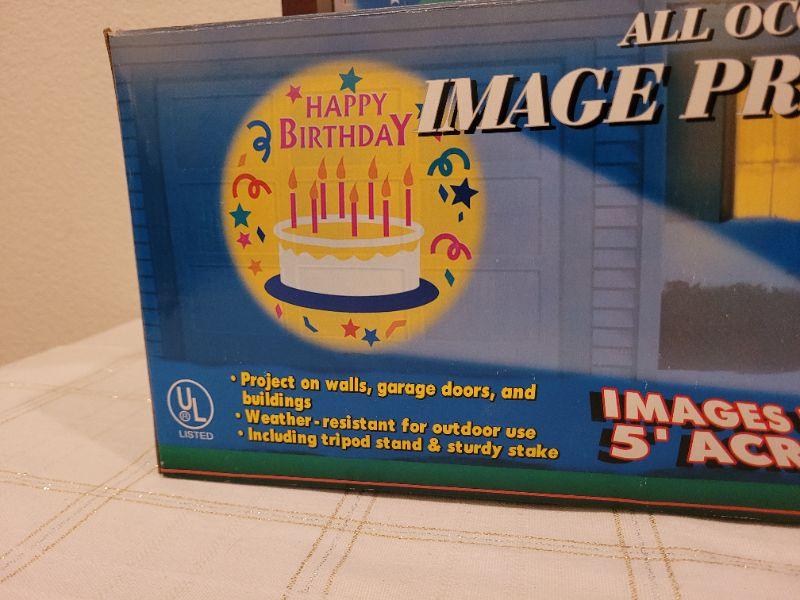 ALL OC
IMAGE PR
HAPPY
BIRTHDAY
• Project on walls, garage doors, and
buildings
• Weather-resistant for outdoor use
• Including tripod stand & sturdy stake
UL
®
LISTED
IMAGES
5' ACR